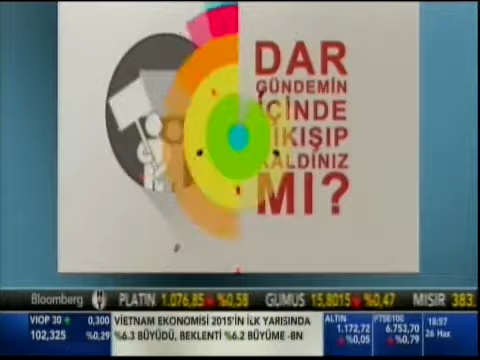 DAR
GÜNDEMİN
İÇİNDE
IKIŞIP
KALDINIZ
MI?
Bloomberg HT PLATIN 1.076,85 %0,58 GUMUS 15,8015 %0,47 MISIR 383,
VIOP 30 0,300
102,325 %0,29
VİETNAM EKONOMİSİ 2015'İN İLK YARISINDA
%6.3 BÜYÜDÜ, BEKLENTİ %6.2 BÜYÜME -BN
ALTIN
1.172,72
%0,05
FTSE100
6.753,70
%0,79
18:57
26 Haz